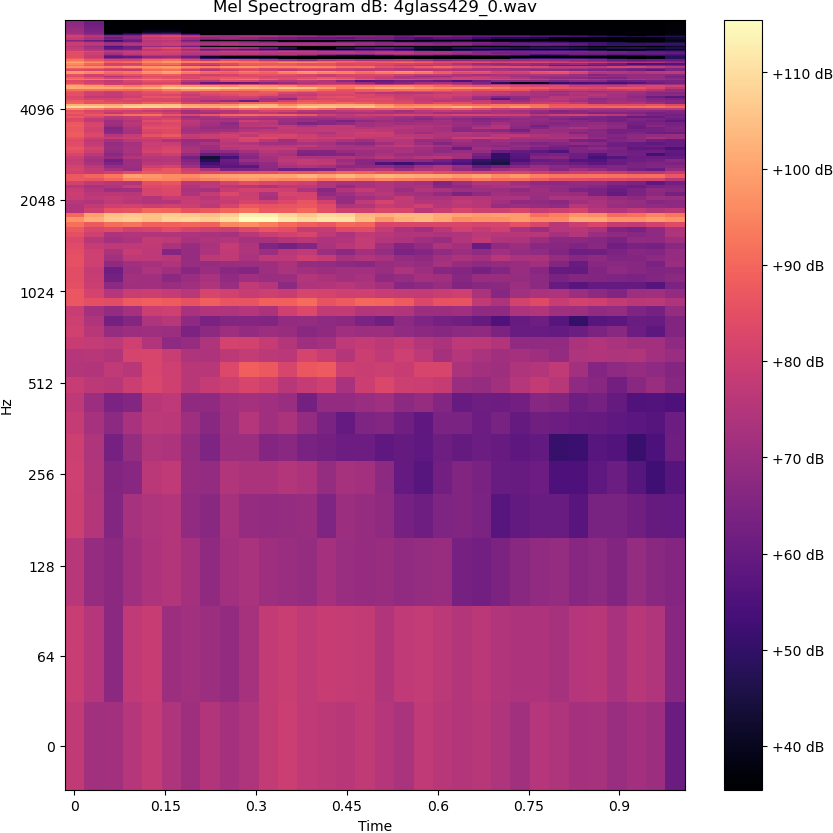 Mel Spectrogram dB: 4glass429_0.wav
4096
2048
1024
512
256
128
64
0
Hz
0 0.15 0.3 0.45 0.6 0.75 0.9
Time
+110 dB
+100 dB
+90 dB
+80 dB
+70 dB
+60 dB
+50 dB
+40 dB